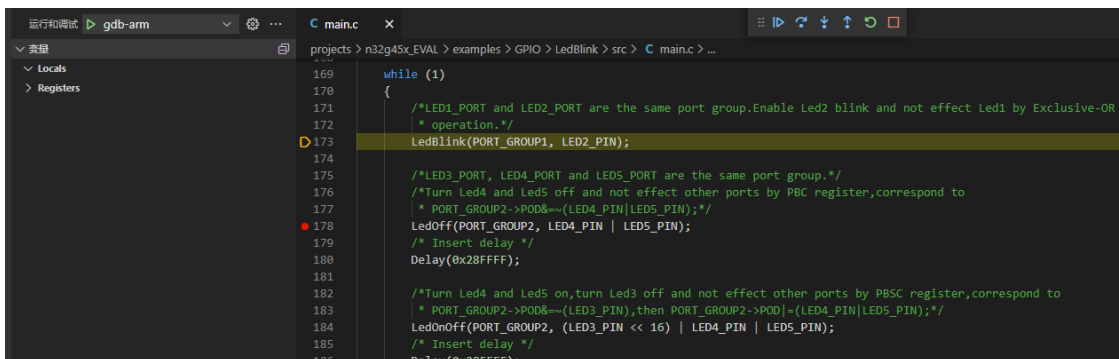 运行和调试 gdb-arm
变量
Locals
Registers
C main.c ×
projects > n32g45x_EVAL > examples > GPIO > LedBlink > src > C main.c > ...
169 while (1)
170 {
171 /*LED1_PORT and LED2_PORT are the same port group.Enable Led2 blink and not effect Led1 by Exclusive-OR
172 * operation.*/
173 LedBlink(PORT_GROUP1, LED2_PIN);
174
175 /*LED3_PORT, LED4_PORT and LED5_PORT are the same port group.*/
176 /*Turn Led4 and Led5 off and not effect other ports by PBC register,correspond to
177 * PORT_GROUP2->POD&=~(LED4_PIN|LED5_PIN);*/
178 LedOff(PORT_GROUP2, LED4_PIN | LED5_PIN);
179 /* Insert delay */
180 Delay(0x28FFFF);
181
182 /*Turn Led4 and Led5 on,turn Led3 off and not effect other ports by PBSC register,correspond to
183 * PORT_GROUP2->POD&=~(LED3_PIN),then PORT_GROUP2->POD|=(LED4_PIN|LED5_PIN);*/
184 LedOnOff(PORT_GROUP2, (LED3_PIN << 16) | LED4_PIN | LED5_PIN);
185 /* Insert delay */